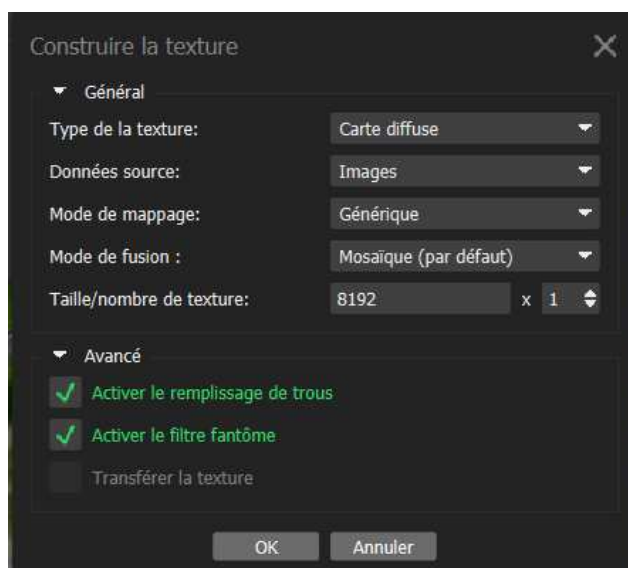 Construire la texture
Général
Type de la texture: Carte diffuse
Données source: Images
Mode de mappage: Générique
Mode de fusion : Mosaïque (par défaut)
Taille/nombre de texture: 8192 x 1
Avancé
Activer le remplissage de trous
Activer le filtre fantôme
Transférer la texture
OK Annuler